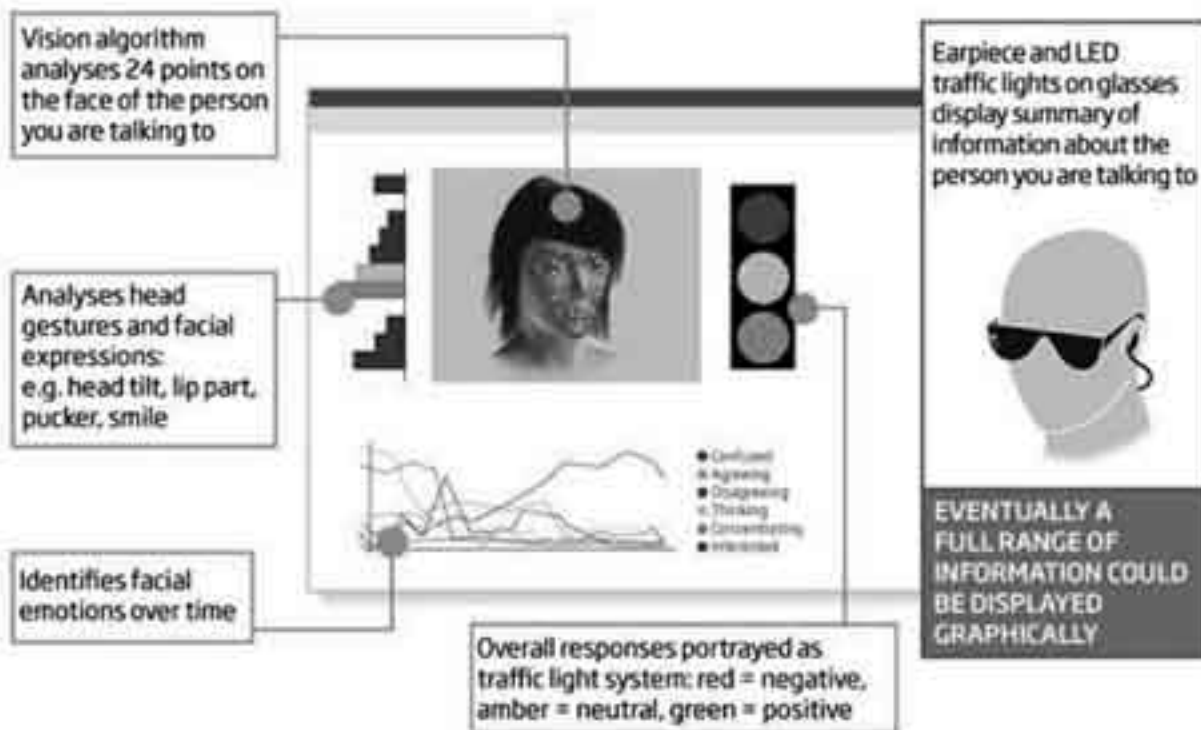 Vision algorithm
analyses 24 points on
the face of the person
you are talking to
Earpiece and LED
traffic lights on glasses
display summary of
information about the
person you are talking to
Analyses head
gestures and facial
expressions:
e.g. head tilt, lip part,
pucker, smile
Confused
Agreeing
Disagreeing
Thinking
Concentrating
Interested
Identifies facial
emotions over time
Overall responses portrayed as
traffic light system: red = negative,
amber = neutral, green = positive
EVENTUALLY A
FULL RANGE OF
INFORMATION COULD
BE DISPLAYED
GRAPHICALLY